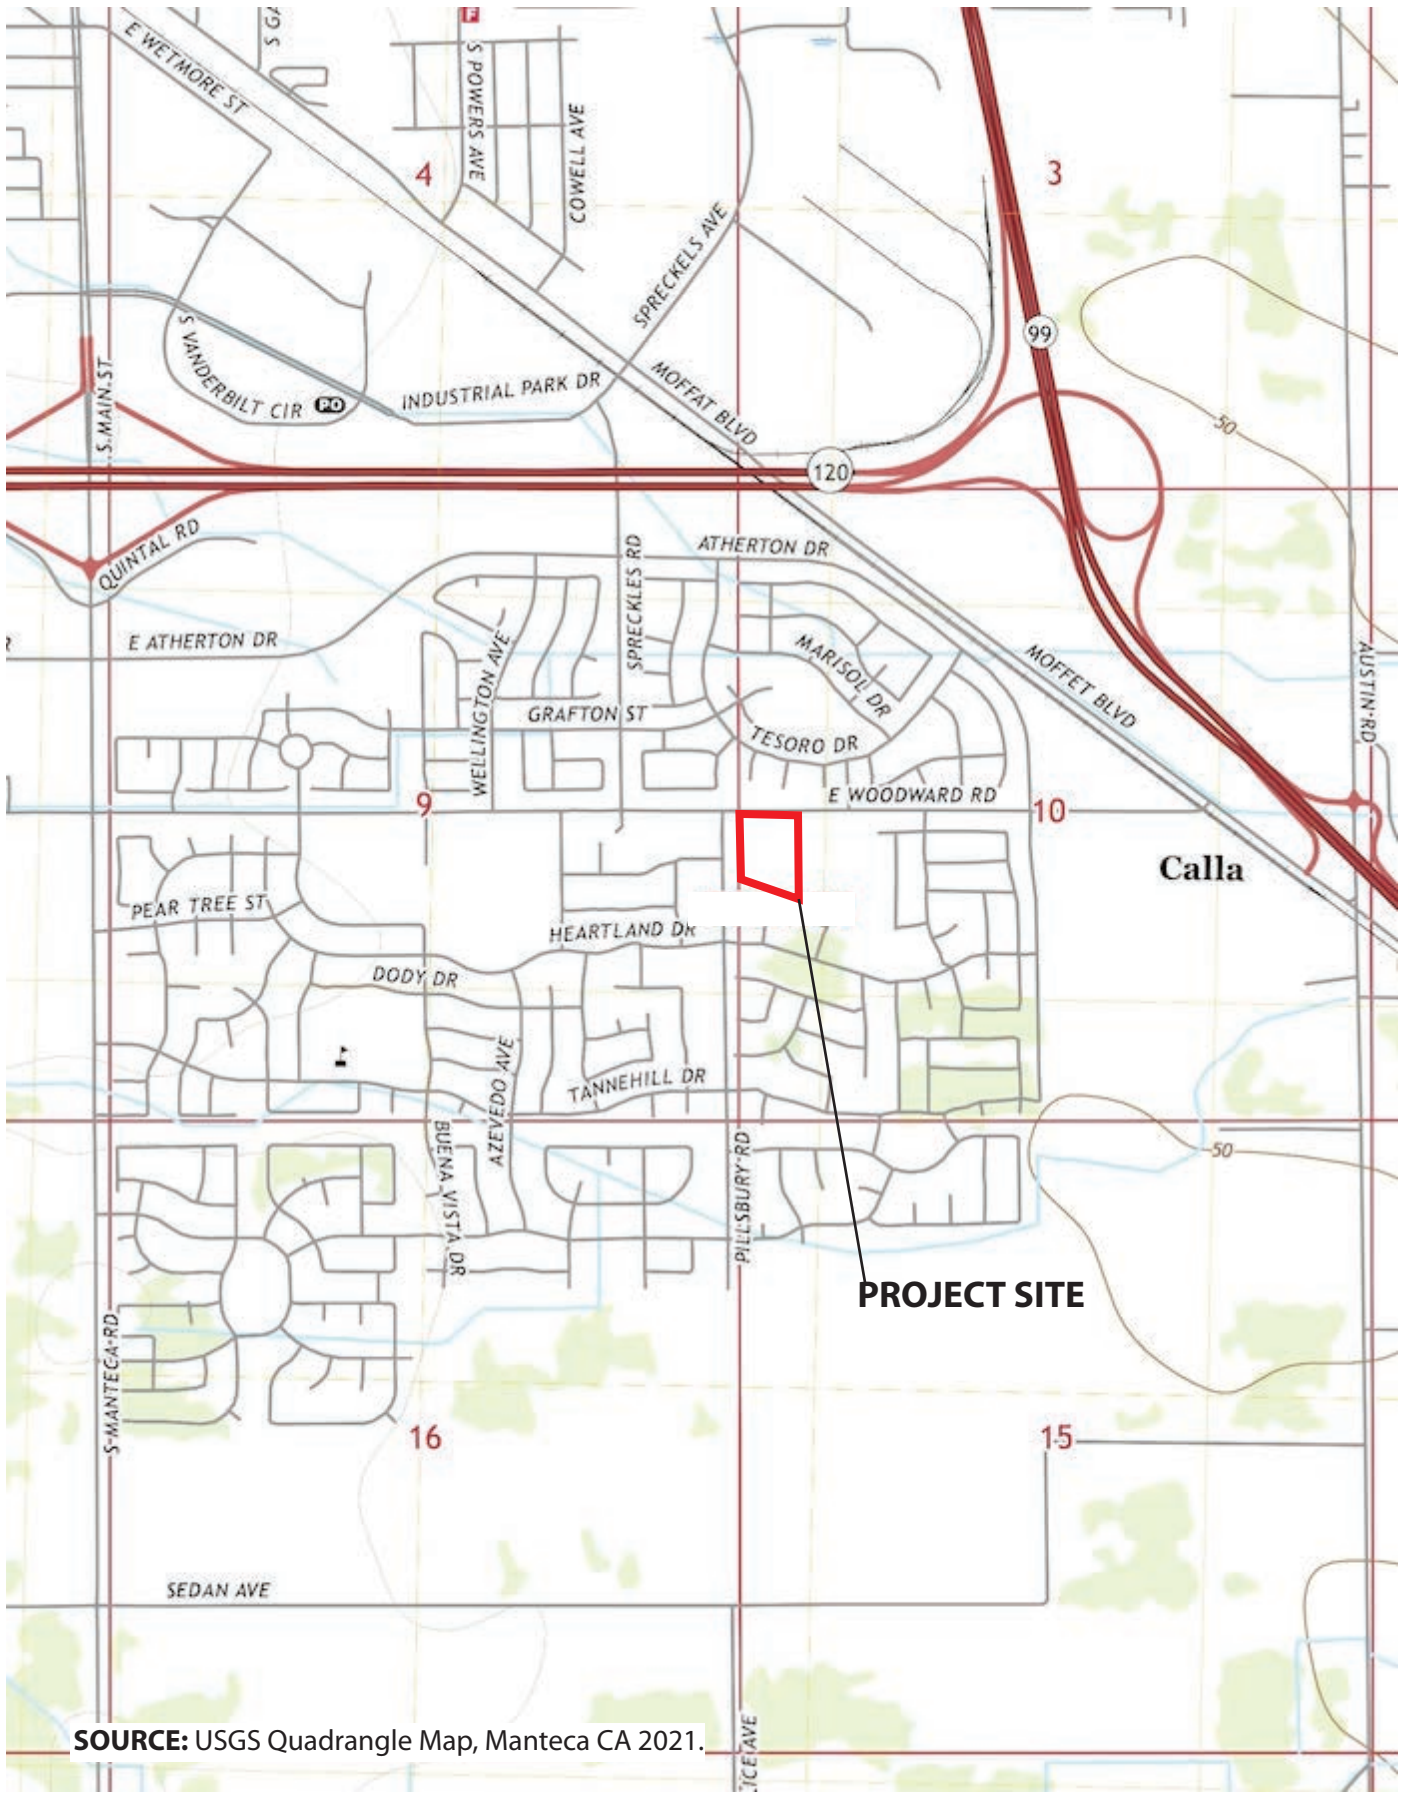 E WETMORE ST
S GA
F
S POWERS AVE
COWELL AVE
4
3
SPRECKELS AVE
99
S VANDERBILT CIR
PO
INDUSTRIAL PARK DR
MOFFAT BLVD
S MAIN ST
50
120
QUINTAL RD
ATHERTON DR
SPRECKLES RD
E ATHERTON DR
WELLINGTON AVE
MARISOL DR
MOFFET BLVD
AUSTIN RD
GRAFTON ST
TESORO DR
E WOODWARD RD
9
10
Calla
PEAR TREE ST
HEARTLAND DR
DODY DR
AZEVEDO AVE
TANNEHILL DR
BUENA VISTA DR
PILLSBURY RD
50
PROJECT SITE
S MANTECA RD
16
15
SEDAN AVE
SOURCE: USGS Quadrangle Map, Manteca CA 2021.
ICE AVE